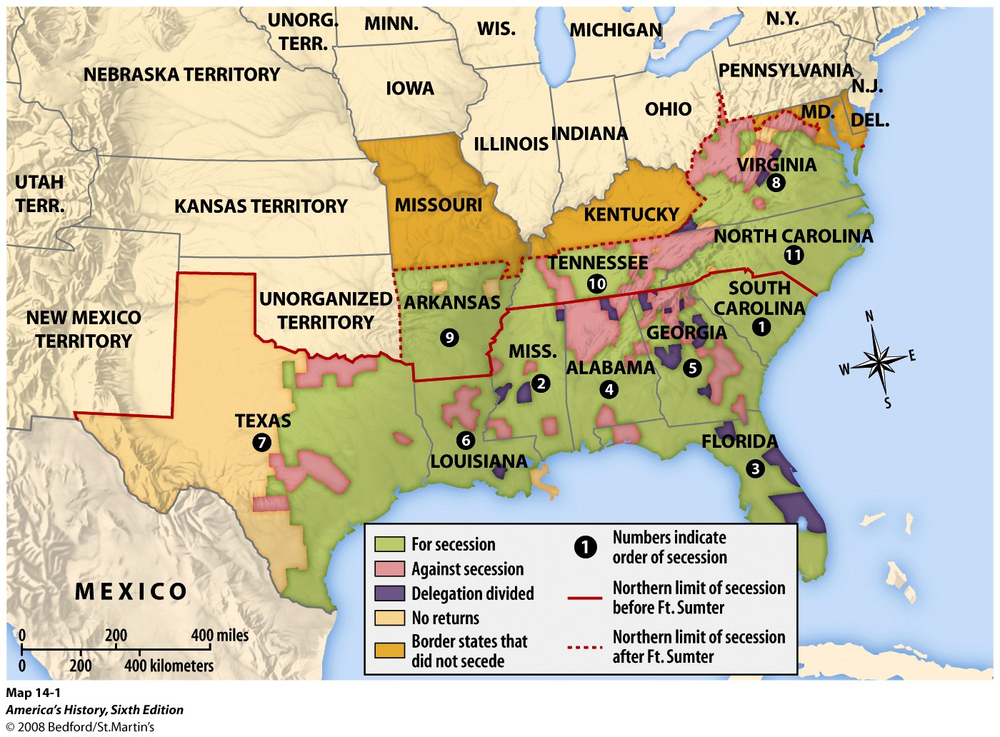 UNORG.
TERR.
MINN.
WIS.
MICHIGAN
N.Y.
NEBRASKA TERRITORY
IOWA
PENNSYLVANIA
N.J.
OHIO
MD.
DEL.
ILLINOIS
INDIANA
UTAH
TERR.
KANSAS TERRITORY
MISSOURI
KENTUCKY
VIRGINIA
8
NORTH CAROLINA
11
TENNESSEE
10
NEW MEXICO
TERRITORY
UNORGANIZED
TERRITORY
ARKANSAS
9
SOUTH
CAROLINA
1
MISS.
2
ALABAMA
4
GEORGIA
5
N
E
S
W
TEXAS
7
6
LOUISIANA
FLORIDA
3
MEXICO
0 200 400 miles
0 200 400 kilometers
For secession
Against secession
Delegation divided
No returns
Border states that
did not secede
1
Numbers indicate
order of secession
Northern limit of secession
before Ft. Sumter
Northern limit of secession
after Ft. Sumter
Map 14-1
America's History, Sixth Edition
© 2008 Bedford/St.Martin's